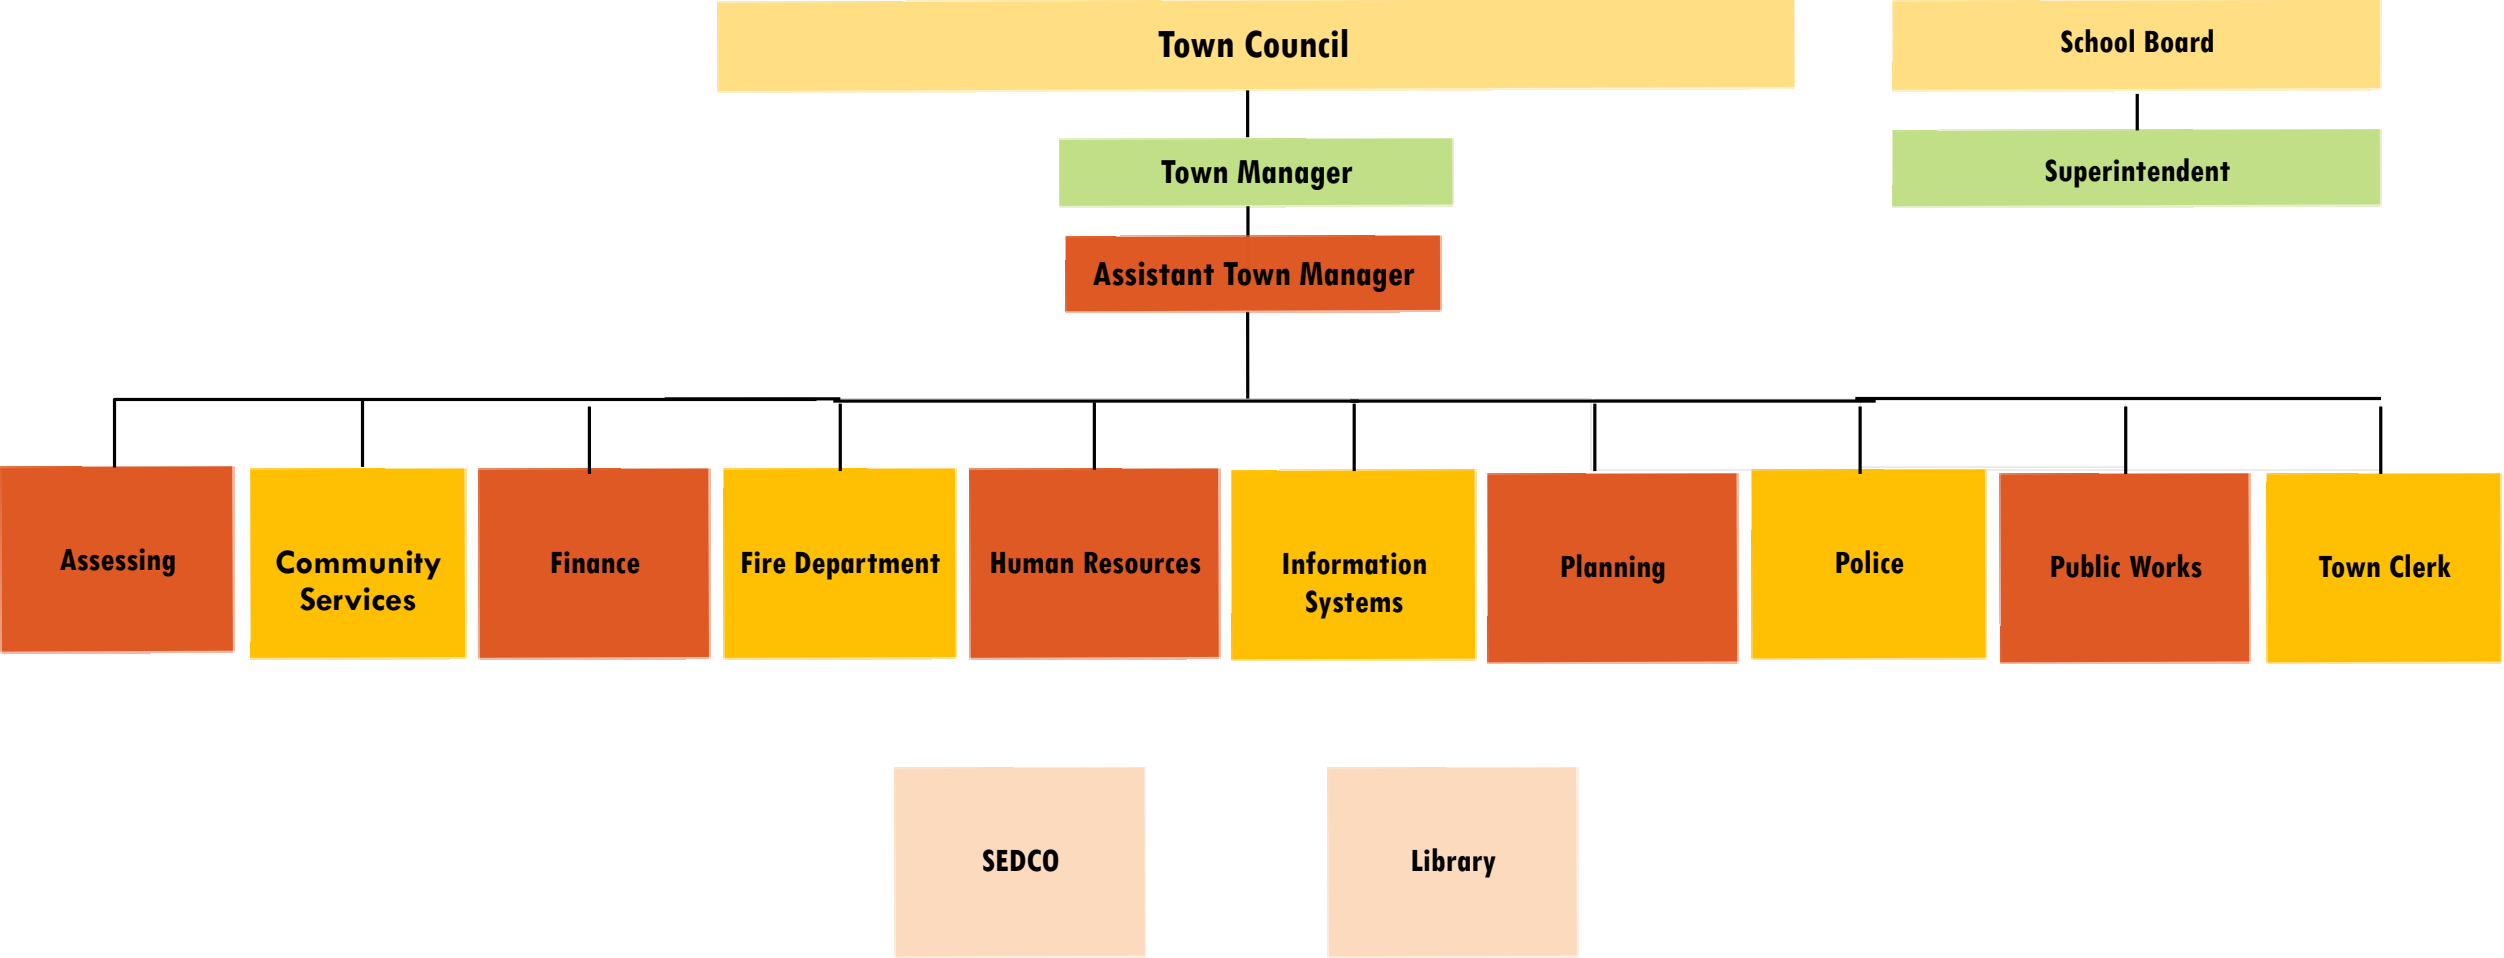 Town Council
School Board
Town Manager
Superintendent
Assistant Town Manager
Assessing
Community
Services
Finance
Fire Department
Human Resources
Information
Systems
Planning
Police
Public Works
Town Clerk
SEDCO
Library